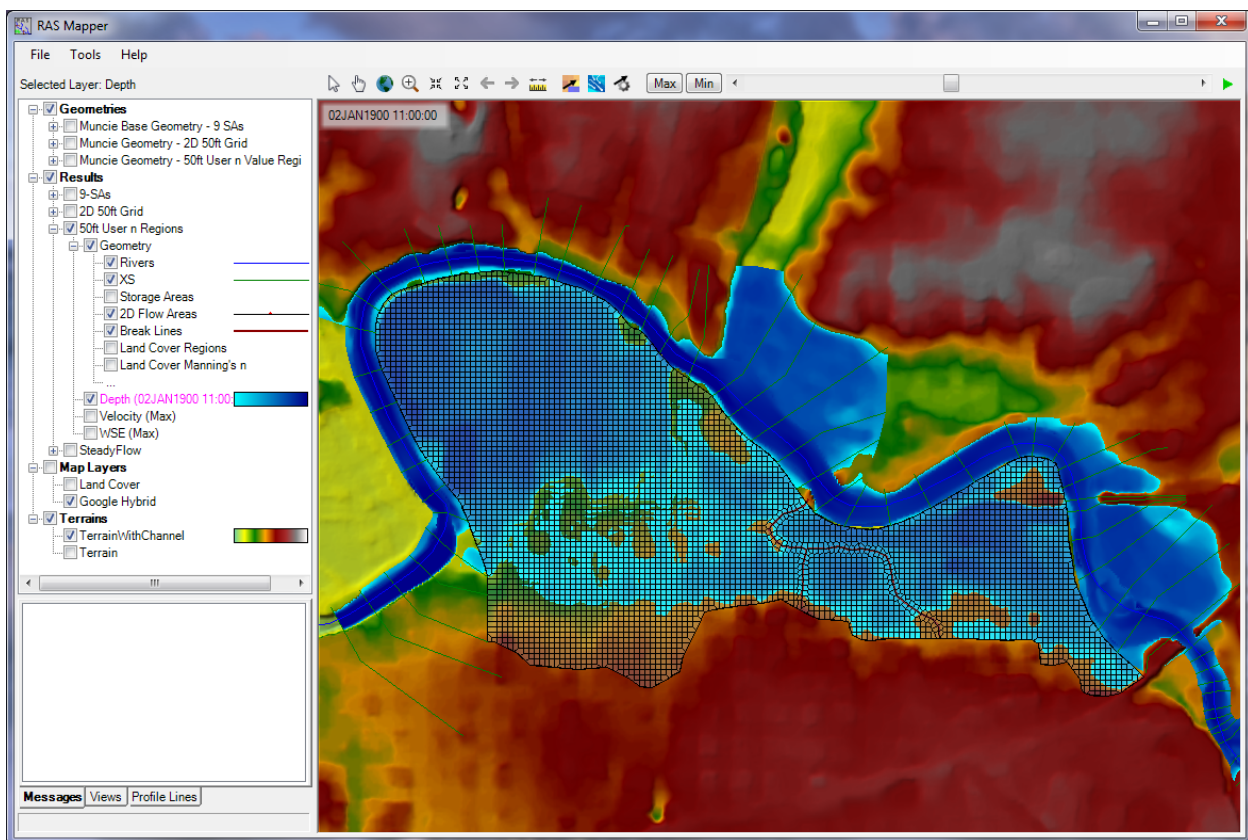 RAS Mapper
File Tools Help
Selected Layer: Depth
Max Min
Geometries
Muncie Base Geometry - 9 SAs
Muncie Geometry - 2D 50ft Grid
Muncie Geometry - 50ft User n Value Regi
Results
9-SAs
2D 50ft Grid
50ft User n Regions
Geometry
Rivers
XS
Storage Areas
2D Flow Areas
Break Lines
Land Cover Regions
Land Cover Manning's n
...
Depth (02JAN1900 11:00:
Velocity (Max)
WSE (Max)
SteadyFlow
Map Layers
Land Cover
Google Hybrid
Terrains
TerrainWithChannel
Terrain
02JAN1900 11:00:00
Messages Views Profile Lines